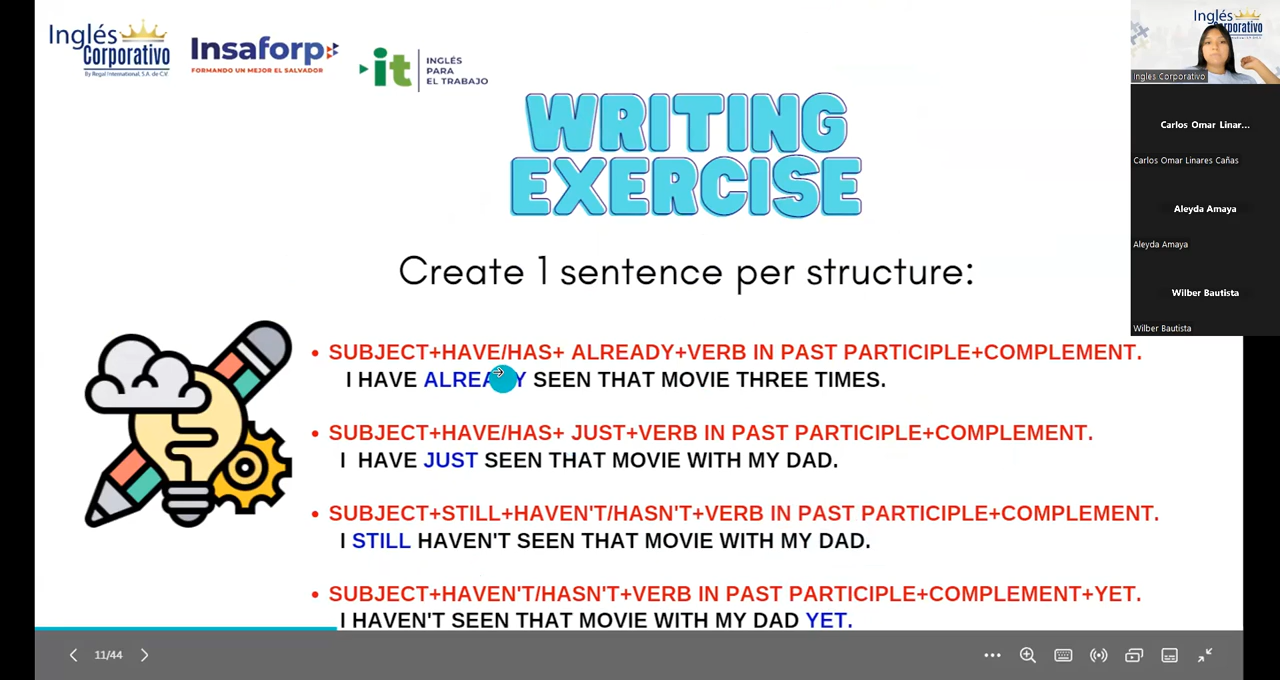 Inglés
Corporativo
By Regal International, S.A. de C.V.
Insaforp
FORMANDO UN MEJOR EL SALVADOR
it
INGLÉS
PARA
EL TRABAJO
WRITING
EXERCISE
Create 1 sentence per structure:
• SUBJECT+HAVE/HAS+ ALREADY+VERB IN PAST PARTICIPLE+COMPLEMENT.
I HAVE ALREADY SEEN THAT MOVIE THREE TIMES.
• SUBJECT+HAVE/HAS+ JUST+VERB IN PAST PARTICIPLE+COMPLEMENT.
I HAVE JUST SEEN THAT MOVIE WITH MY DAD.
• SUBJECT+STILL+HAVEN'T/HASN'T+VERB IN PAST PARTICIPLE+COMPLEMENT.
I STILL HAVEN'T SEEN THAT MOVIE WITH MY DAD.
• SUBJECT+HAVEN'T/HASN'T+VERB IN PAST PARTICIPLE+COMPLEMENT+YET.
I HAVEN'T SEEN THAT MOVIE WITH MY DAD YET.
11/44
Inglés
Corporativo
Ingles Corporativo
Carlos Omar Linar...
Carlos Omar Linares Cañas
Aleyda Amaya
Aleyda Amaya
Wilber Bautista
Wilber Bautista